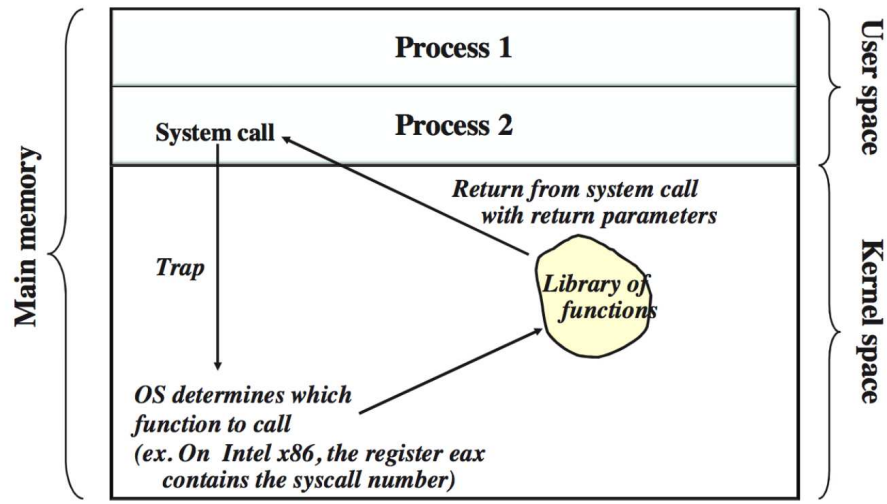 Process 1
Process 2
System call
Return from system call
with return parameters
Trap
Library of
functions
OS determines which
function to call
(ex. On Intel x86, the register eax
contains the syscall number)
Main memory
User space
Kernel space